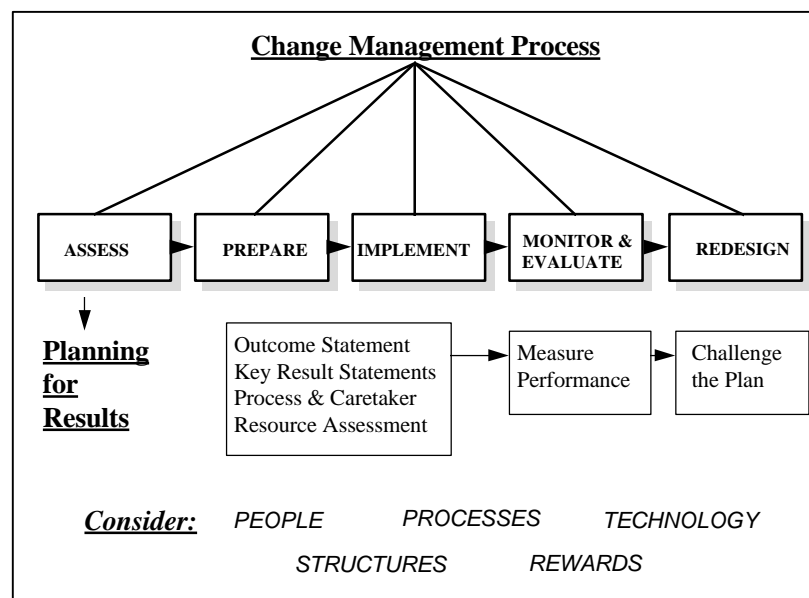 Change Management Process
ASSESS
PREPARE
IMPLEMENT
MONITOR &
EVALUATE
REDESIGN
Planning
for
Results
Outcome Statement
Key Result Statements
Process & Caretaker
Resource Assessment
Measure
Performance
Challenge
the Plan
Consider: PEOPLE PROCESSES TECHNOLOGY
STRUCTURES REWARDS